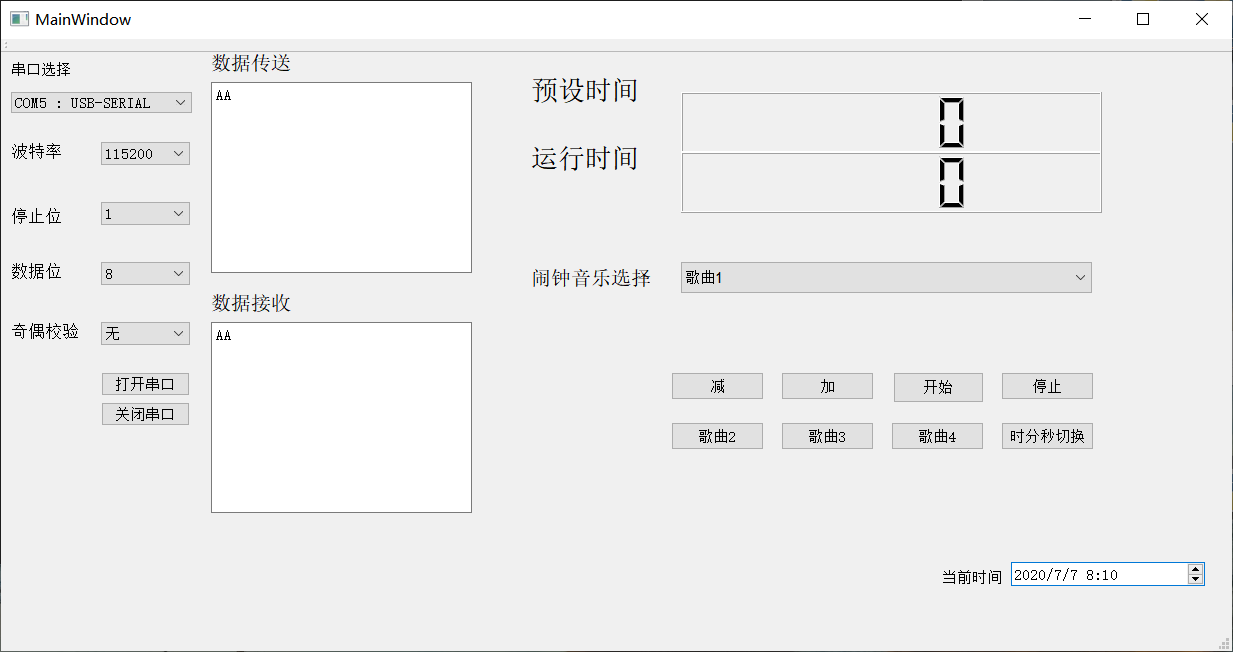 MainWindow
串口选择
COM5 : USB-SERIAL
波特率
115200
停止位
1
数据位
8
奇偶校验
无
打开串口
关闭串口
数据传送
AA
数据接收
AA
预设时间
0
运行时间
0
闹钟音乐选择
歌曲1
减 加 开始 停止
歌曲2 歌曲3 歌曲4 时分秒切换
当前时间 2020/7/7 8:10